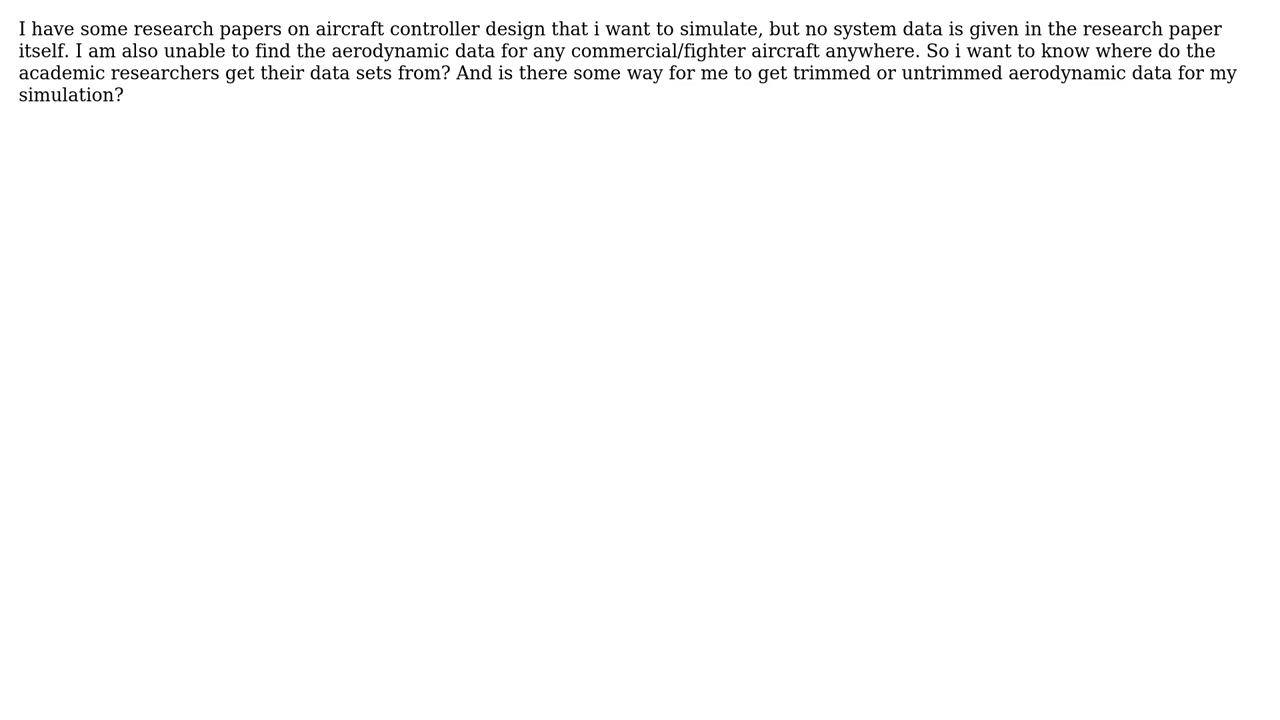 I have some research papers on aircraft controller design that i want to simulate, but no system data is given in the research paper
itself. I am also unable to find the aerodynamic data for any commercial/fighter aircraft anywhere. So i want to know where do the
academic researchers get their data sets from? And is there some way for me to get trimmed or untrimmed aerodynamic data for my
simulation?